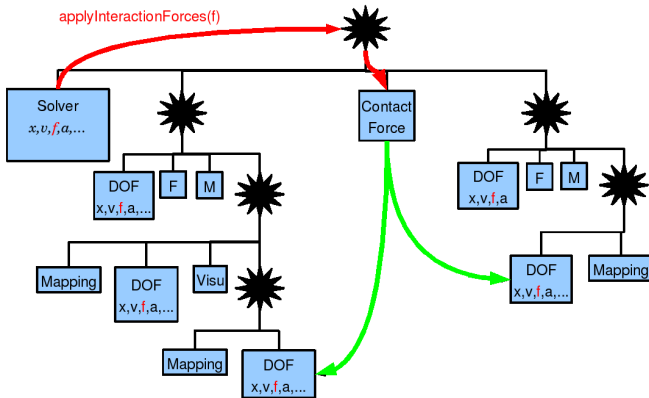 applyInteractionForces(f)
Solver
x,v,f,a,...
Contact
Force
DOF
x,v,f,a,...
F
M
DOF
x,v,f,a
F
M
Mapping
DOF
x,v,f,a,...
Visu
DOF
x,v,f,a,...
Mapping
Mapping
DOF
x,v,f,a,...